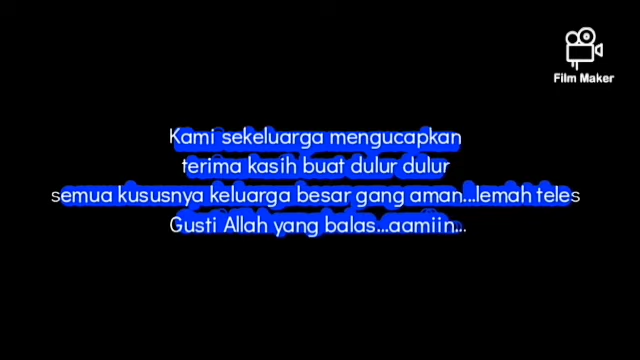 Film Maker
Kami sekeluarga mengucapkan
terima kasih buat dulur dulur
semua kususnya keluarga besar gang aman...lemah teles
Gusti Allah yang balas...aamiin...